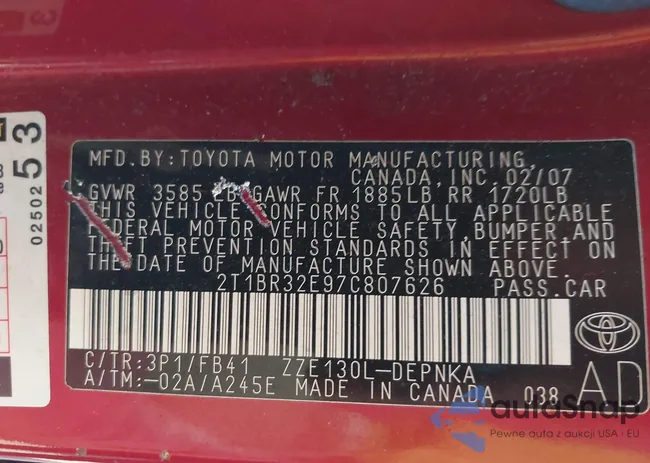 MFD.BY:TOYOTA MOTOR MANUFACTURING,
CANADA, INC. 02/07
GVWR 3585 LB GAWR FR 1885LB RR 1720LB
THIS VEHICLE CONFORMS TO ALL APPLICABLE
FEDERAL MOTOR VEHICLE SAFETY, BUMPER AND
THEFT PREVENTION STANDARDS IN EFFECT ON
THE DATE OF MANUFACTURE SHOWN ABOVE.
2T1BR32E97C807626 PASS.CAR
C/TR:3P1/FB41 ZZE130L-DEPNKA
A/TM:-02A/A245E MADE IN CANADA 038
AD
02502
53
autoSnap
Pewne auta z aukcji USA · EU